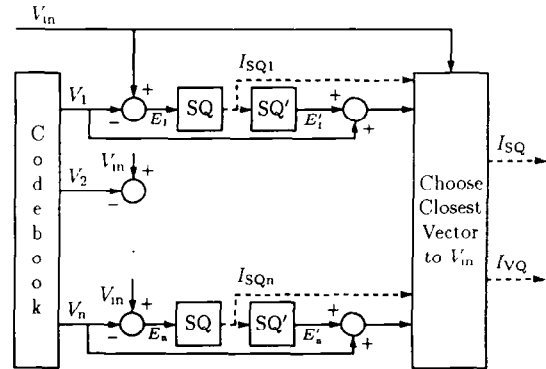 V_in
Codebook
V_1
+
−
E_1
SQ
I_SQ1
SQ′
E′_1
+
+
V_2
V_in
+
−
V_n
V_in
+
−
E_n
SQ
I_SQn
SQ′
E′_n
+
+
Choose
Closest
Vector
to V_in
I_SQ
I_VQ